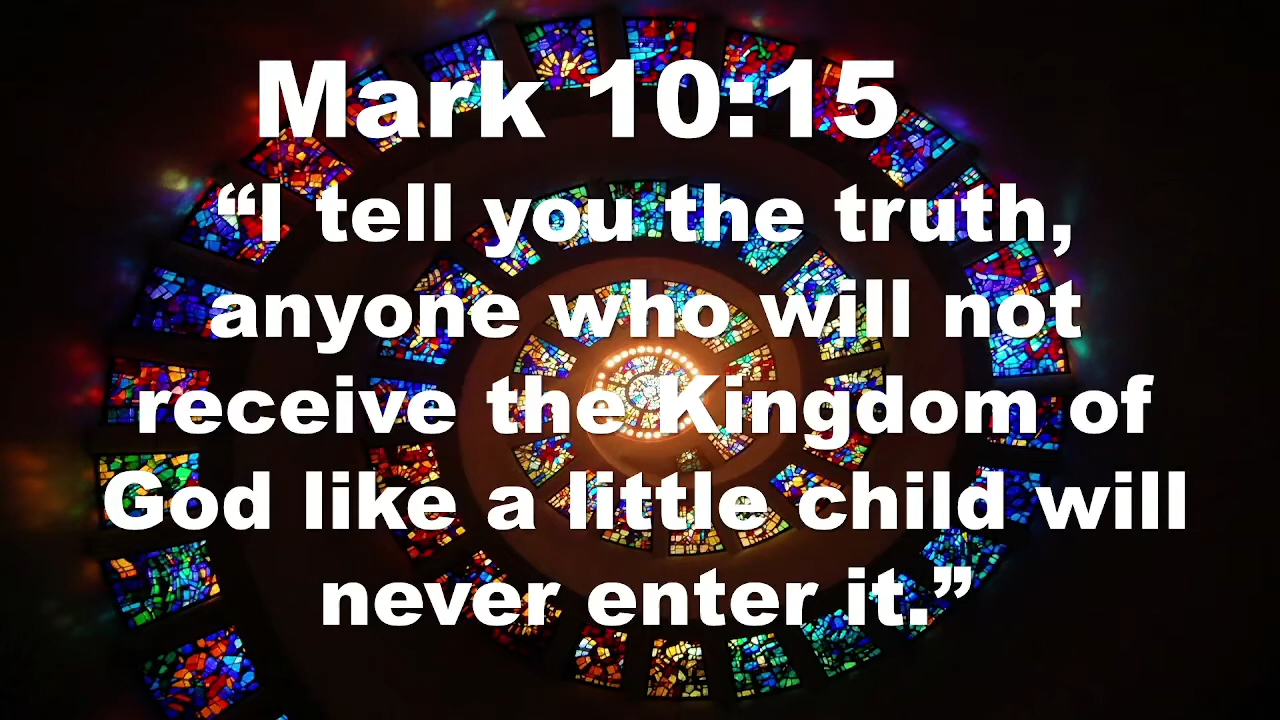 Mark 10:15
“I tell you the truth,
anyone who will not
receive the Kingdom of
God like a little child will
never enter it.”